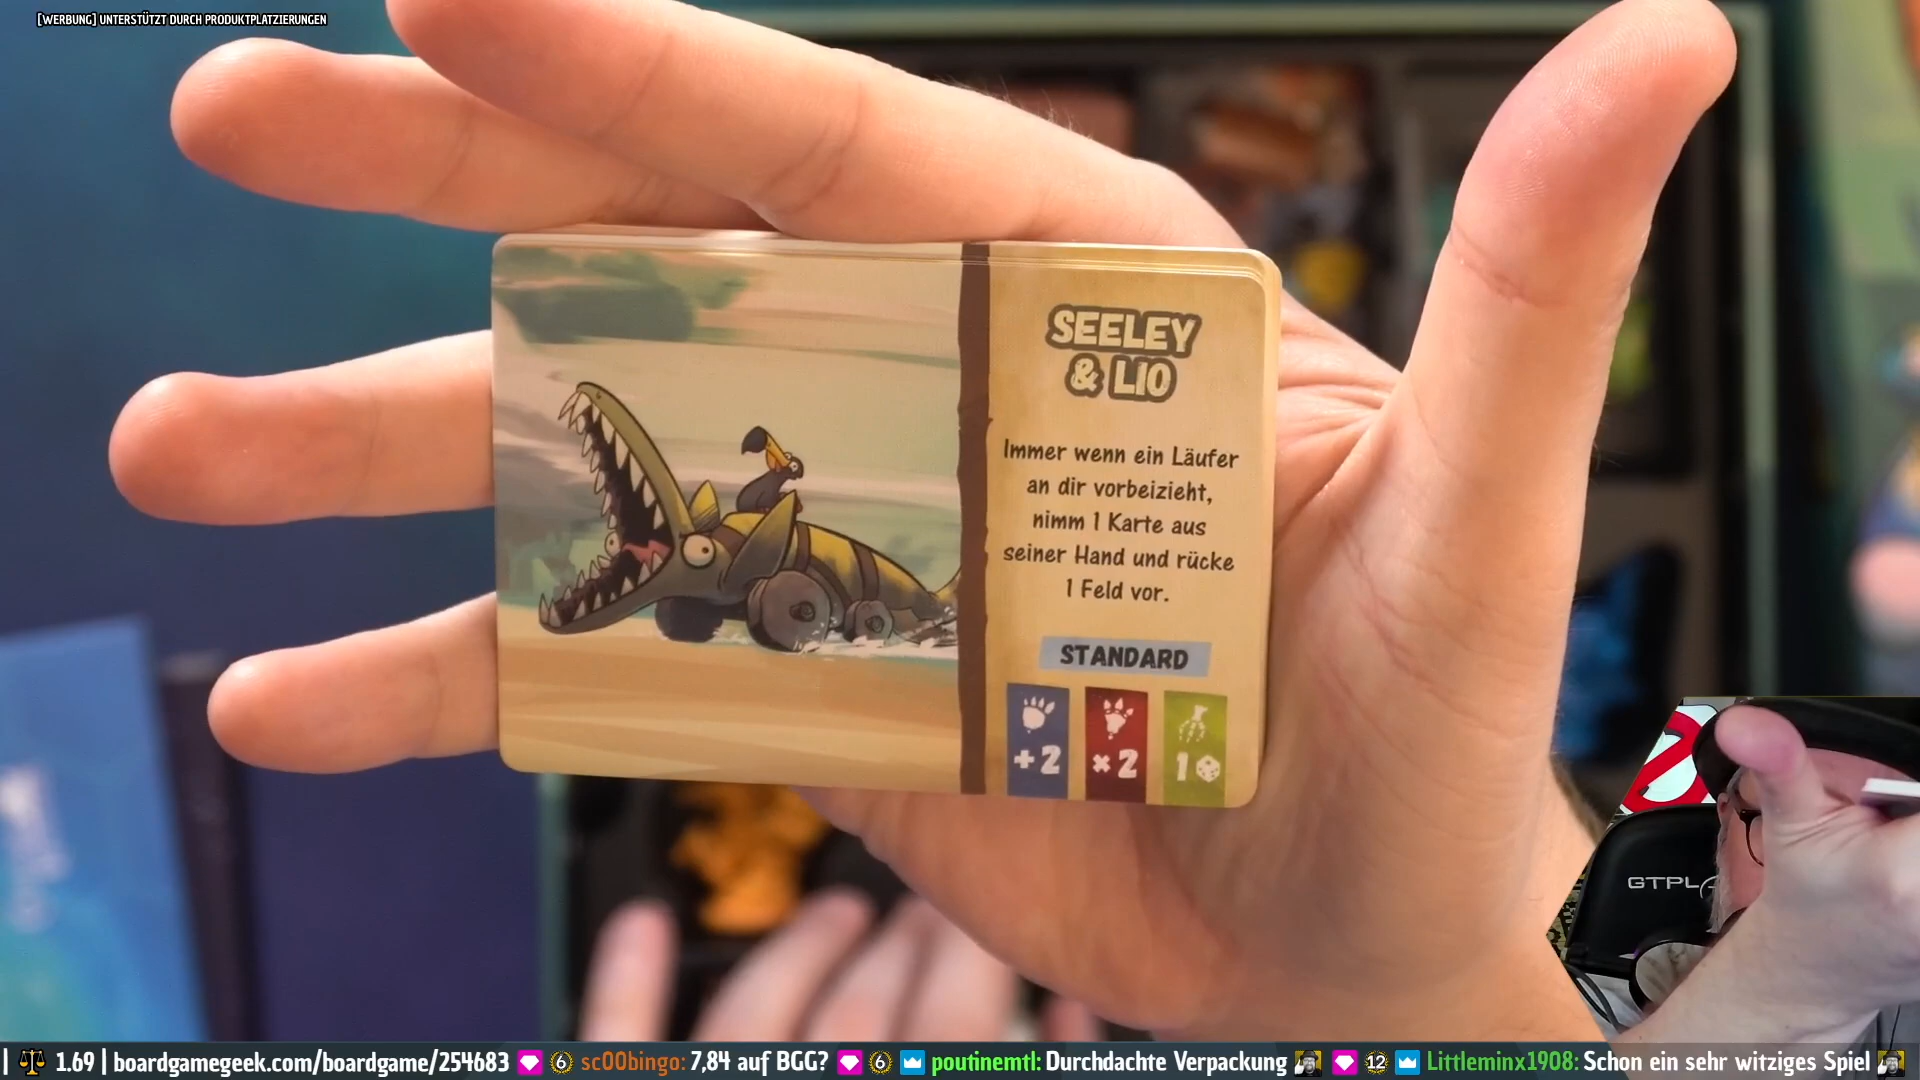 [WERBUNG] UNTERSTÜTZT DURCH PRODUKTPLATZIERUNGEN
SEELEY
& LIO
Immer wenn ein Läufer
an dir vorbeizieht,
nimm 1 Karte aus
seiner Hand und rücke
1 Feld vor.
STANDARD
+2
×2
1
GTPL
| 1.69 | boardgamegeek.com/boardgame/254683 6 sc00bingo: 7,84 auf BGG? 6 poutinemtl: Durchdachte Verpackung 12 Littleminx1908: Schon ein sehr witziges Spiel